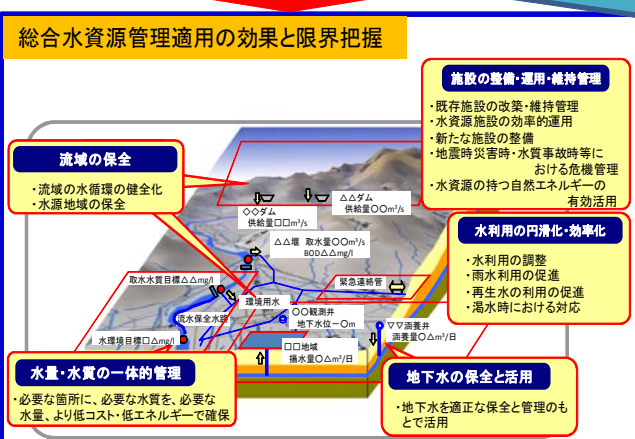 総合水資源管理適用の効果と限界把握
施設の整備・運用・維持管理
・既存施設の改築・維持管理
・水資源施設の効率的運用
・新たな施設の整備
・地震時災害時・水質事故時等に
おける危機管理
・水資源の持つ自然エネルギーの
有効活用
流域の保全
・流域の水循環の健全化
・水源地域の保全
◇◇ダム
供給量□□m³/s
△△ダム
供給量〇〇m³/s
△△堰 取水量〇〇m³/s
BOD△△mg/l
水利用の円滑化・効率化
・水利用の調整
・雨水利用の促進
・再生水の利用の促進
・渇水時における対応
取水水質目標△△mg/l
緊急連絡管
環境用水
流水保全水路
〇〇観測井
地下水位－〇m
▽▽涵養井
涵養量〇△m³/日
水環境目標□△mg/l
□□地域
揚水量〇△m³/日
水量・水質の一体的管理
・必要な箇所に、必要な水質を、必要な
水量、より低コスト・低エネルギーで確保
地下水の保全と活用
・地下水を適正な保全と管理のも
とで活用